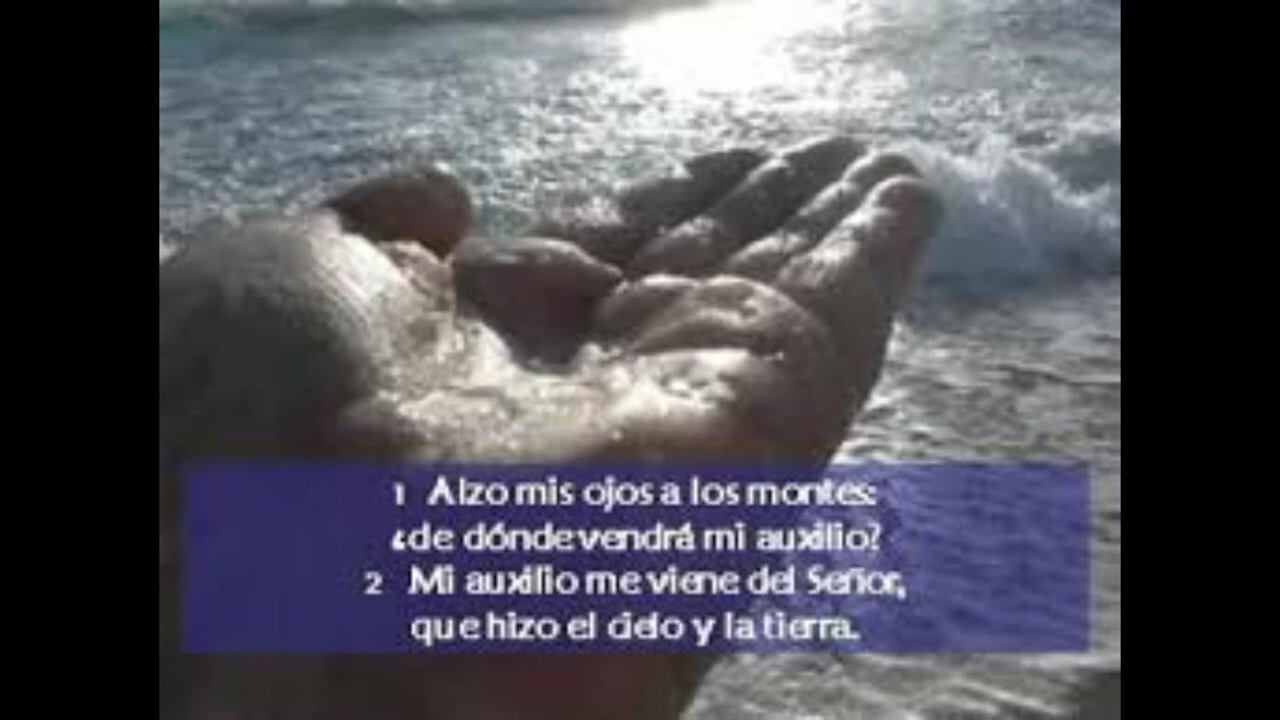 1 Alzo mis ojos a los montes:
¿de dónde vendrá mi auxilio?
2 Mi auxilio me viene del Señor,
que hizo el cielo y la tierra.